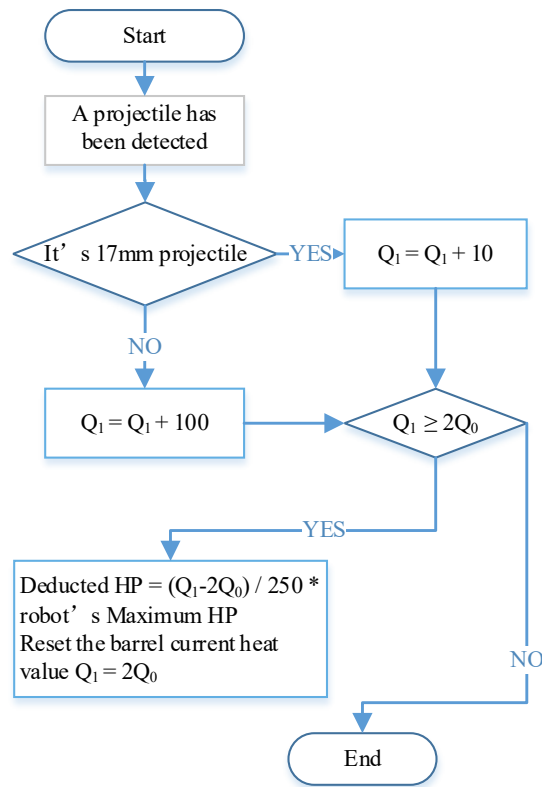 Start
A projectile has
been detected
It’s 17mm projectile
YES
Q₁ = Q₁ + 10
NO
Q₁ = Q₁ + 100
Q₁ ≥ 2Q₀
YES
Deducted HP = (Q₁-2Q₀) / 250 *
robot’s Maximum HP
Reset the barrel current heat
value Q₁ = 2Q₀
NO
End